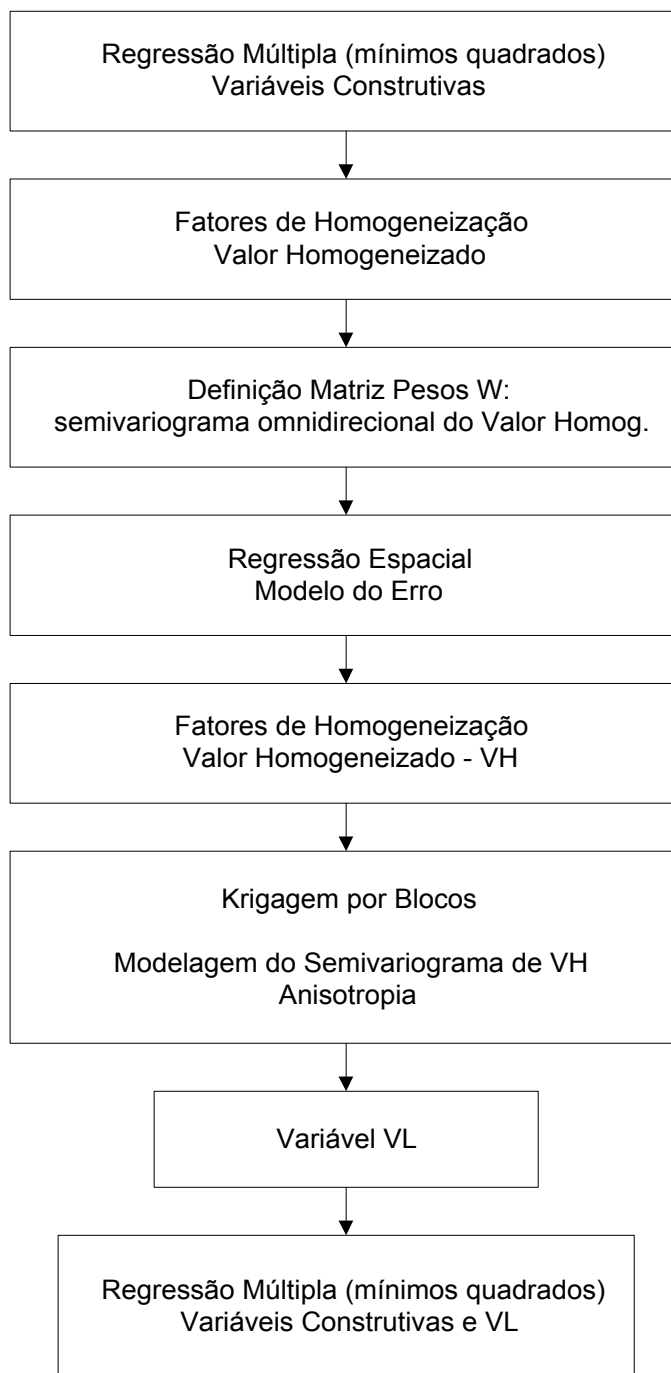 Regressão Múltipla (mínimos quadrados)
Variáveis Construtivas
Fatores de Homogeneização
Valor Homogeneizado
Definição Matriz Pesos W:
semivariograma omnidirecional do Valor Homog.
Regressão Espacial
Modelo do Erro
Fatores de Homogeneização
Valor Homogeneizado - VH
Krigagem por Blocos
Modelagem do Semivariograma de VH
Anisotropia
Variável VL
Regressão Múltipla (mínimos quadrados)
Variáveis Construtivas e VL